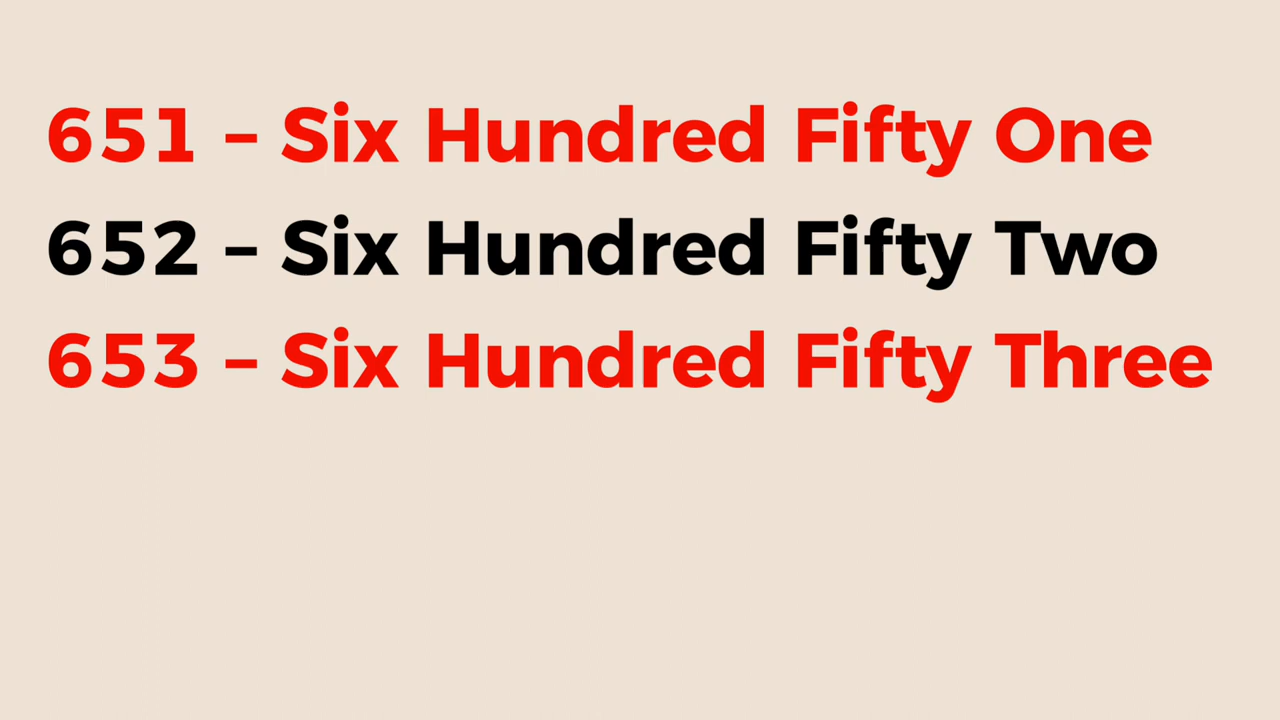 651 – Six Hundred Fifty One
652 – Six Hundred Fifty Two
653 – Six Hundred Fifty Three